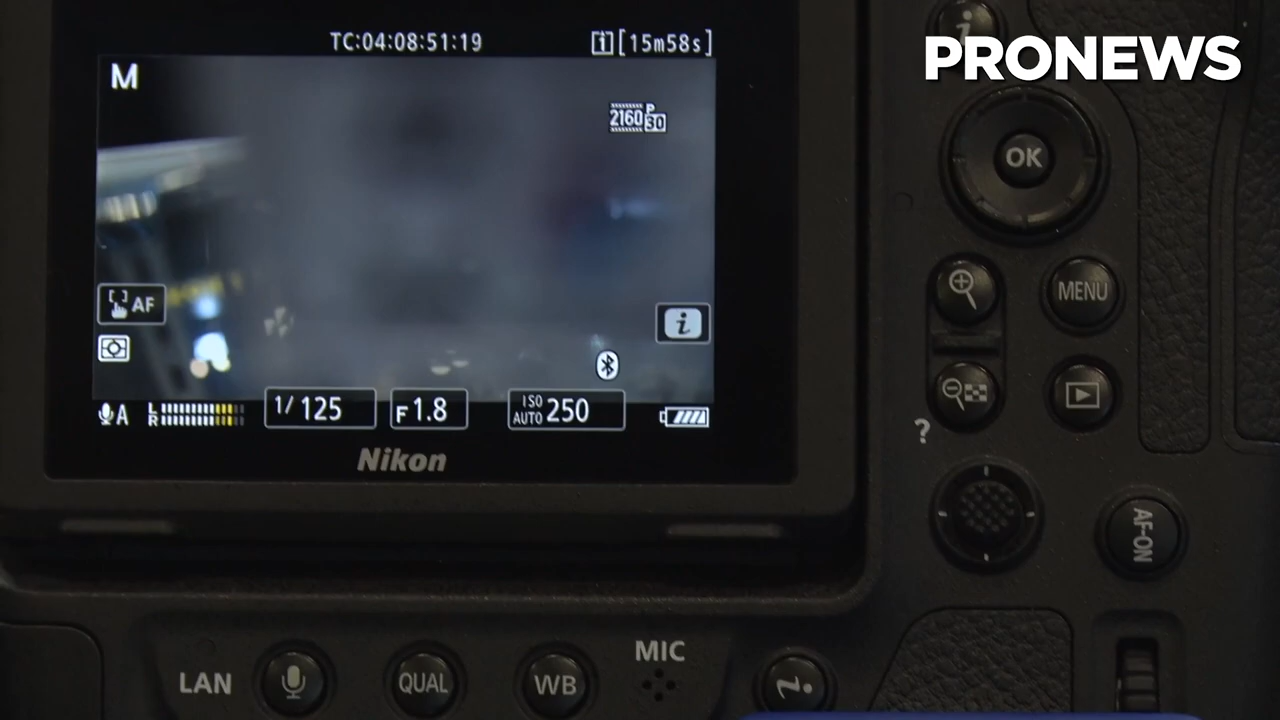 TC:04:08:51:19
[15m58s]
PRONEWS
M
2160 P 30
OK
AF
i
MENU
A
L
R
1/125
F1.8
ISO AUTO 250
?
Nikon
AF-ON
LAN
QUAL
WB
MIC
i